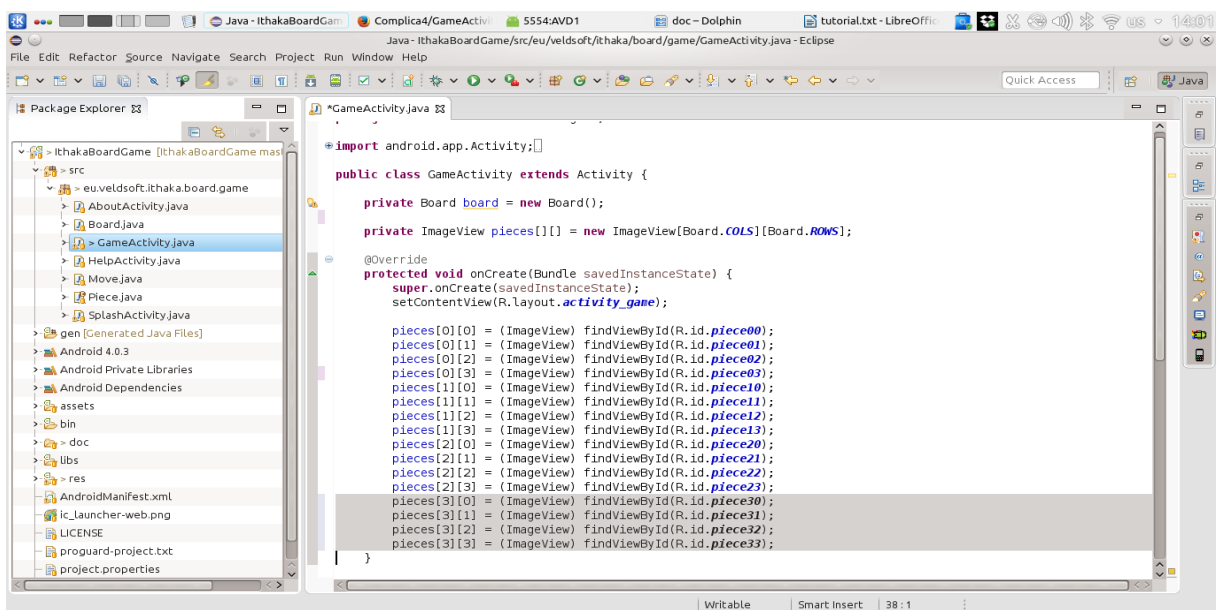 Java - IthakaBoardGam
Complica4/GameActivi
5554:AVD1
doc – Dolphin
tutorial.txt - LibreOffic
US
14:01
Java - IthakaBoardGame/src/eu/veldsoft/ithaka/board/game/GameActivity.java - Eclipse
File Edit Refactor Source Navigate Search Project Run Window Help
Quick Access
Java
Package Explorer
> IthakaBoardGame [IthakaBoardGame mas
> src
> eu.veldsoft.ithaka.board.game
AboutActivity.java
Board.java
> GameActivity.java
HelpActivity.java
Move.java
Piece.java
SplashActivity.java
gen [Generated Java Files]
Android 4.0.3
Android Private Libraries
Android Dependencies
assets
bin
> doc
libs
> res
AndroidManifest.xml
ic_launcher-web.png
LICENSE
proguard-project.txt
project.properties
*GameActivity.java
import android.app.Activity;
public class GameActivity extends Activity {
private Board board = new Board();
private ImageView pieces[][] = new ImageView[Board.COLS][Board.ROWS];
@Override
protected void onCreate(Bundle savedInstanceState) {
super.onCreate(savedInstanceState);
setContentView(R.layout.activity_game);
pieces[0][0] = (ImageView) findViewById(R.id.piece00);
pieces[0][1] = (ImageView) findViewById(R.id.piece01);
pieces[0][2] = (ImageView) findViewById(R.id.piece02);
pieces[0][3] = (ImageView) findViewById(R.id.piece03);
pieces[1][0] = (ImageView) findViewById(R.id.piece10);
pieces[1][1] = (ImageView) findViewById(R.id.piece11);
pieces[1][2] = (ImageView) findViewById(R.id.piece12);
pieces[1][3] = (ImageView) findViewById(R.id.piece13);
pieces[2][0] = (ImageView) findViewById(R.id.piece20);
pieces[2][1] = (ImageView) findViewById(R.id.piece21);
pieces[2][2] = (ImageView) findViewById(R.id.piece22);
pieces[2][3] = (ImageView) findViewById(R.id.piece23);
pieces[3][0] = (ImageView) findViewById(R.id.piece30);
pieces[3][1] = (ImageView) findViewById(R.id.piece31);
pieces[3][2] = (ImageView) findViewById(R.id.piece32);
pieces[3][3] = (ImageView) findViewById(R.id.piece33);
}
Writable
Smart Insert
38 : 1